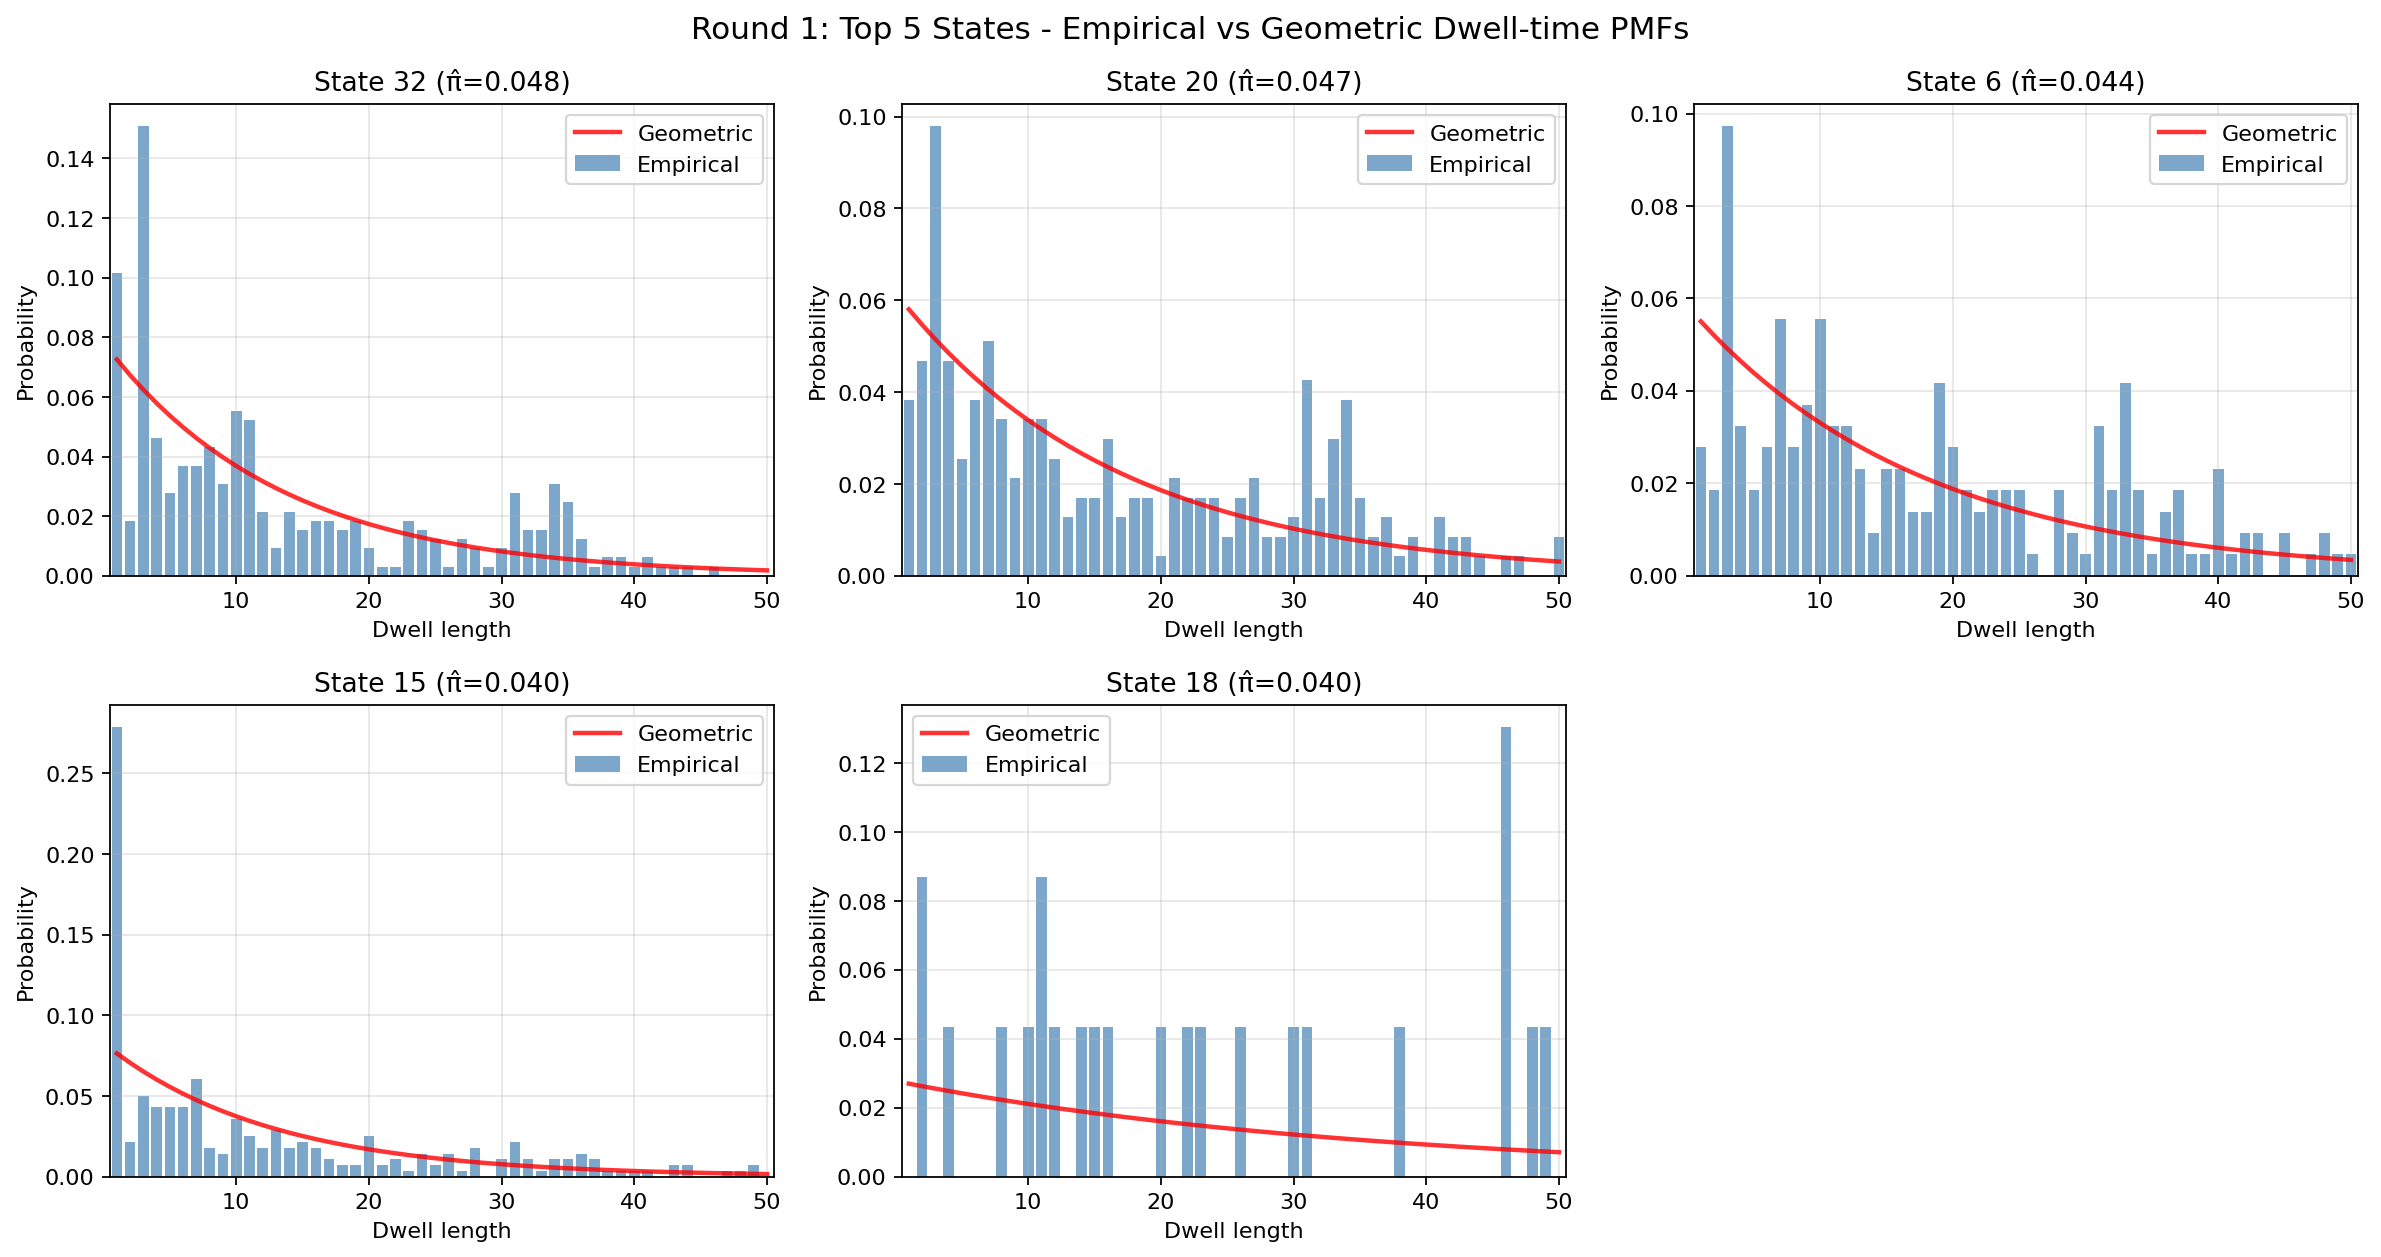 Round 1: Top 5 States - Empirical vs Geometric Dwell-time PMFs
State 32 (π̂=0.048)
Geometric
Empirical
0.14
0.12
0.10
0.08
0.06
0.04
0.02
0.00
Probability
10 20 30 40 50
Dwell length
State 20 (π̂=0.047)
Geometric
Empirical
0.10
0.08
0.06
0.04
0.02
0.00
Probability
10 20 30 40 50
Dwell length
State 6 (π̂=0.044)
Geometric
Empirical
0.10
0.08
0.06
0.04
0.02
0.00
Probability
10 20 30 40 50
Dwell length
State 15 (π̂=0.040)
Geometric
Empirical
0.25
0.20
0.15
0.10
0.05
0.00
Probability
10 20 30 40 50
Dwell length
State 18 (π̂=0.040)
Geometric
Empirical
0.12
0.10
0.08
0.06
0.04
0.02
0.00
Probability
10 20 30 40 50
Dwell length